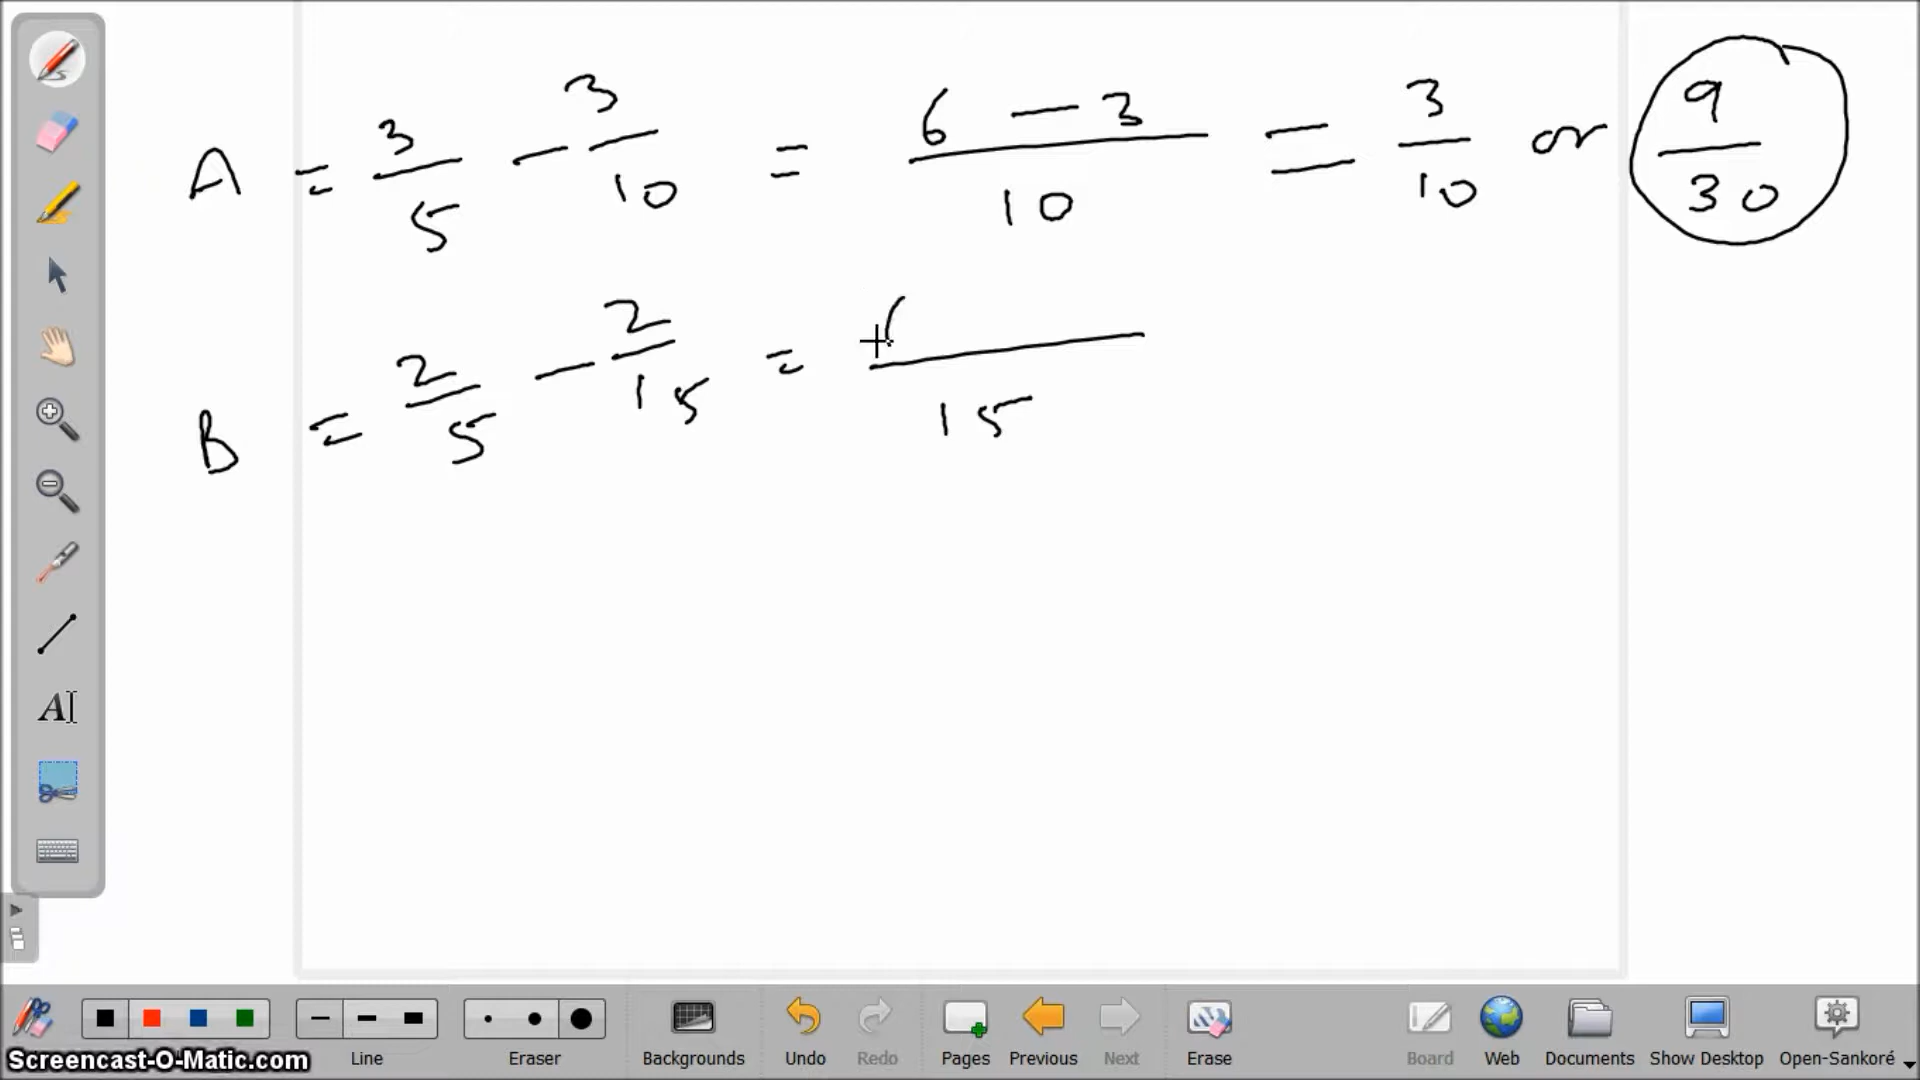 A = 3/5 - 3/10 = 6 - 3/10 = 3/10 or 9/30
B = 2/5 - 2/15 = /15
A
Line
Eraser
Backgrounds
Undo
Redo
Pages
Previous
Next
Erase
Board
Web
Documents
Show Desktop
Open-Sankoré
Screencast-O-Matic.com